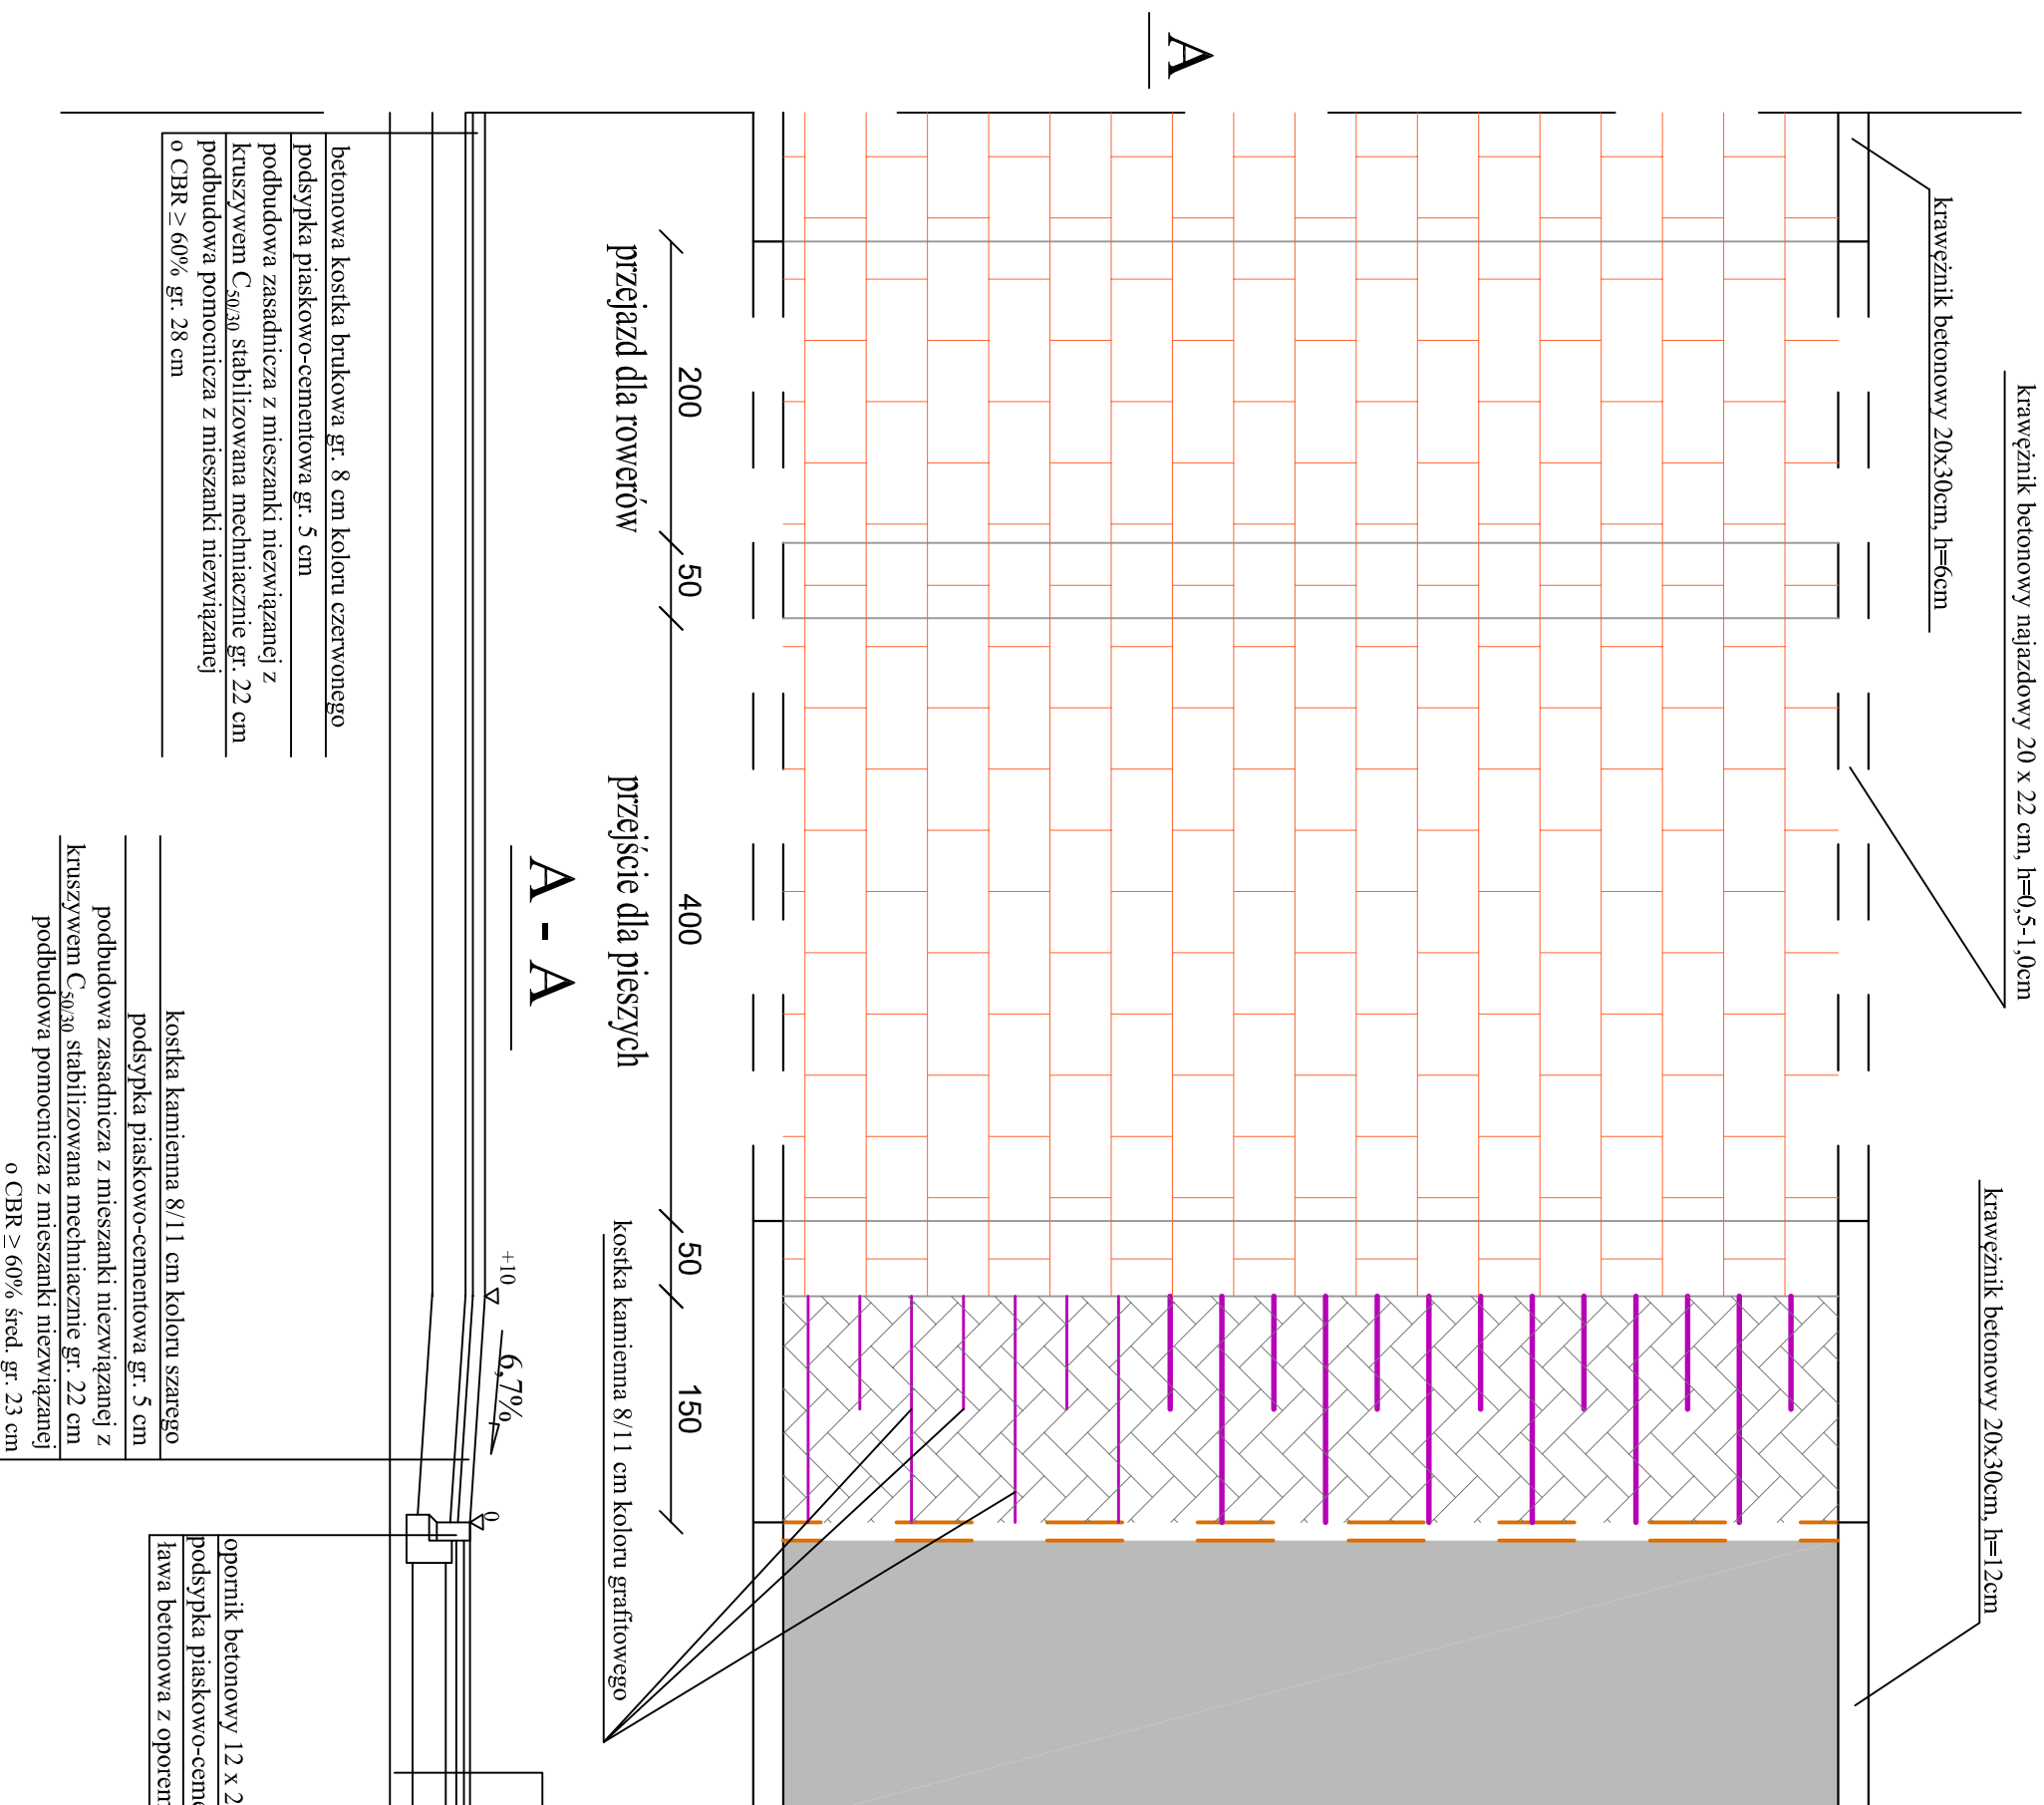 A
krawężnik betonowy najazdowy 20 x 22 cm, h=0,5-1,0cm
krawężnik betonowy 20x30cm, h=6cm
krawężnik betonowy 20x30cm, h=12cm
200
50
400
50
150
przejazd dla rowerów
przejście dla pieszych
kostka kamienna 8/11 cm koloru grafitowego
A - A
+10
6,7%
0
betonowa kostka brukowa gr. 8 cm koloru czerwonego
podsypka piaskowo-cementowa gr. 5 cm
podbudowa zasadnicza z mieszanki niezwiązanej z
kruszywem C50/30 stabilizowana mechniacznie gr. 22 cm
podbudowa pomocnicza z mieszanki niezwiązanej
o CBR ≥ 60% gr. 28 cm
kostka kamienna 8/11 cm koloru szarego
podsypka piaskowo-cementowa gr. 5 cm
podbudowa zasadnicza z mieszanki niezwiązanej z
kruszywem C50/30 stabilizowana mechniacznie gr. 22 cm
podbudowa pomocnicza z mieszanki niezwiązanej
o CBR ≥ 60% śred. gr. 23 cm
opornik betonowy 12 x 2
podsypka piaskowo-ceme
ława betonowa z oporem